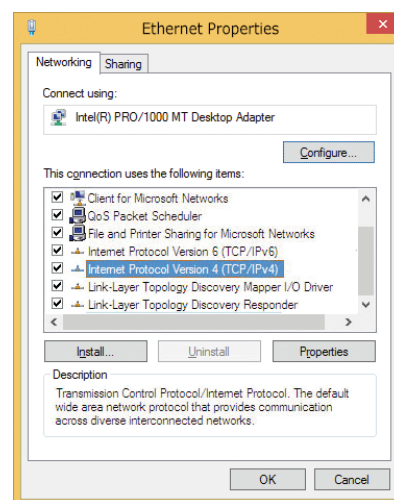 Ethernet Properties
Networking
Sharing
Connect using:
Intel(R) PRO/1000 MT Desktop Adapter
Configure...
This connection uses the following items:
Client for Microsoft Networks
QoS Packet Scheduler
File and Printer Sharing for Microsoft Networks
Internet Protocol Version 6 (TCP/IPv6)
Internet Protocol Version 4 (TCP/IPv4)
Link-Layer Topology Discovery Mapper I/O Driver
Link-Layer Topology Discovery Responder
Install...
Uninstall
Properties
Description
Transmission Control Protocol/Internet Protocol. The default
wide area network protocol that provides communication
across diverse interconnected networks.
OK
Cancel